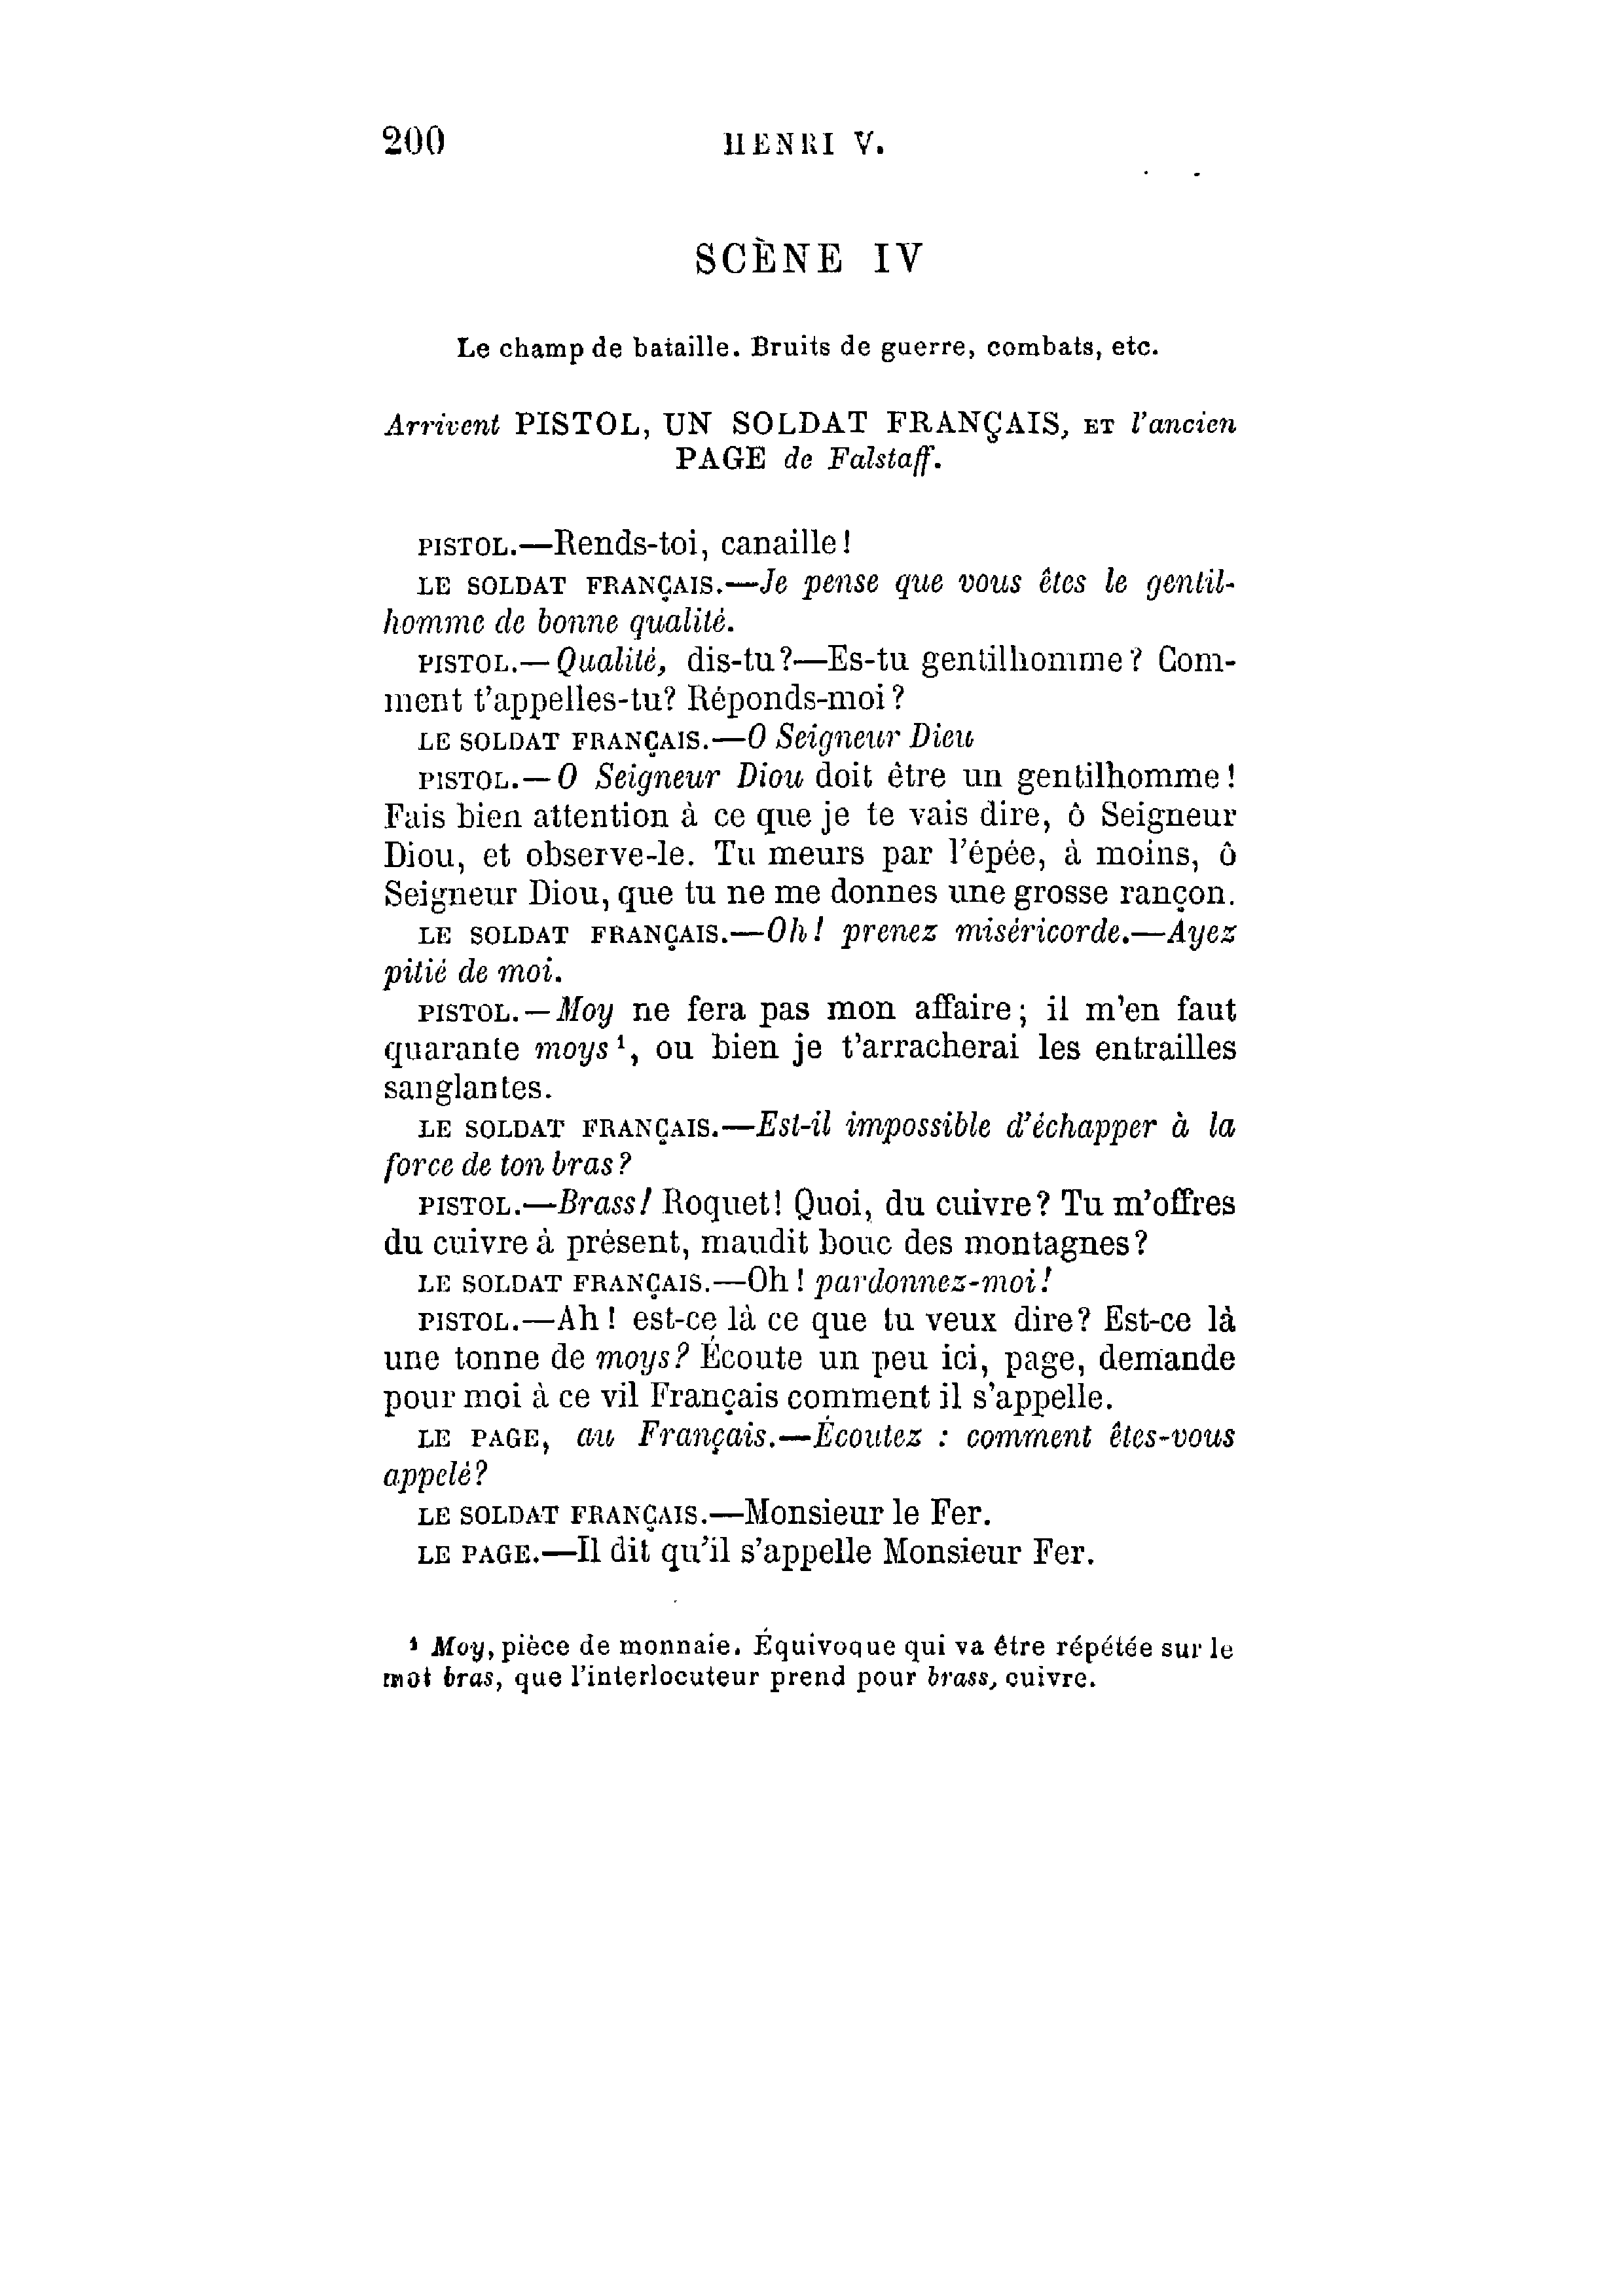 200 HENRI V.
SCÈNE IV
Le champ de bataille. Bruits de guerre, combats, etc.
Arrivent PISTOL, UN SOLDAT FRANÇAIS, ET l'ancien
PAGE de Falstaff.
PISTOL.—Rends-toi, canaille!
LE SOLDAT FRANÇAIS.—Je pense que vous êtes le gentil-
homme de bonne qualité.
PISTOL.—Qualité, dis-tu?—Es-tu gentilhomme? Com-
ment t'appelles-tu? Réponds-moi?
LE SOLDAT FRANÇAIS.—O Seigneur Dieu
PISTOL.—O Seigneur Diou doit être un gentilhomme!
Fais bien attention à ce que je te vais dire, ô Seigneur
Diou, et observe-le. Tu meurs par l'épée, à moins, ô
Seigneur Diou, que tu ne me donnes une grosse rançon.
LE SOLDAT FRANÇAIS.—Oh! prenez miséricorde.—Ayez
pitié de moi.
PISTOL.—Moy ne fera pas mon affaire; il m'en faut
quarante moys¹, ou bien je t'arracherai les entrailles
sanglantes.
LE SOLDAT FRANÇAIS.—Est-il impossible d'échapper à la
force de ton bras?
PISTOL.—Brass! Roquet! Quoi, du cuivre? Tu m'offres
du cuivre à présent, maudit bouc des montagnes?
LE SOLDAT FRANÇAIS.—Oh! pardonnez-moi!
PISTOL.—Ah! est-ce là ce que tu veux dire? Est-ce là
une tonne de moys? Écoute un peu ici, page, demande
pour moi à ce vil Français comment il s'appelle.
LE PAGE, au Français.—Écoutez : comment êtes-vous
appelé?
LE SOLDAT FRANÇAIS.—Monsieur le Fer.
LE PAGE.—Il dit qu'il s'appelle Monsieur Fer.
¹ Moy, pièce de monnaie. Équivoque qui va être répétée sur le
mot bras, que l'interlocuteur prend pour brass, cuivre.